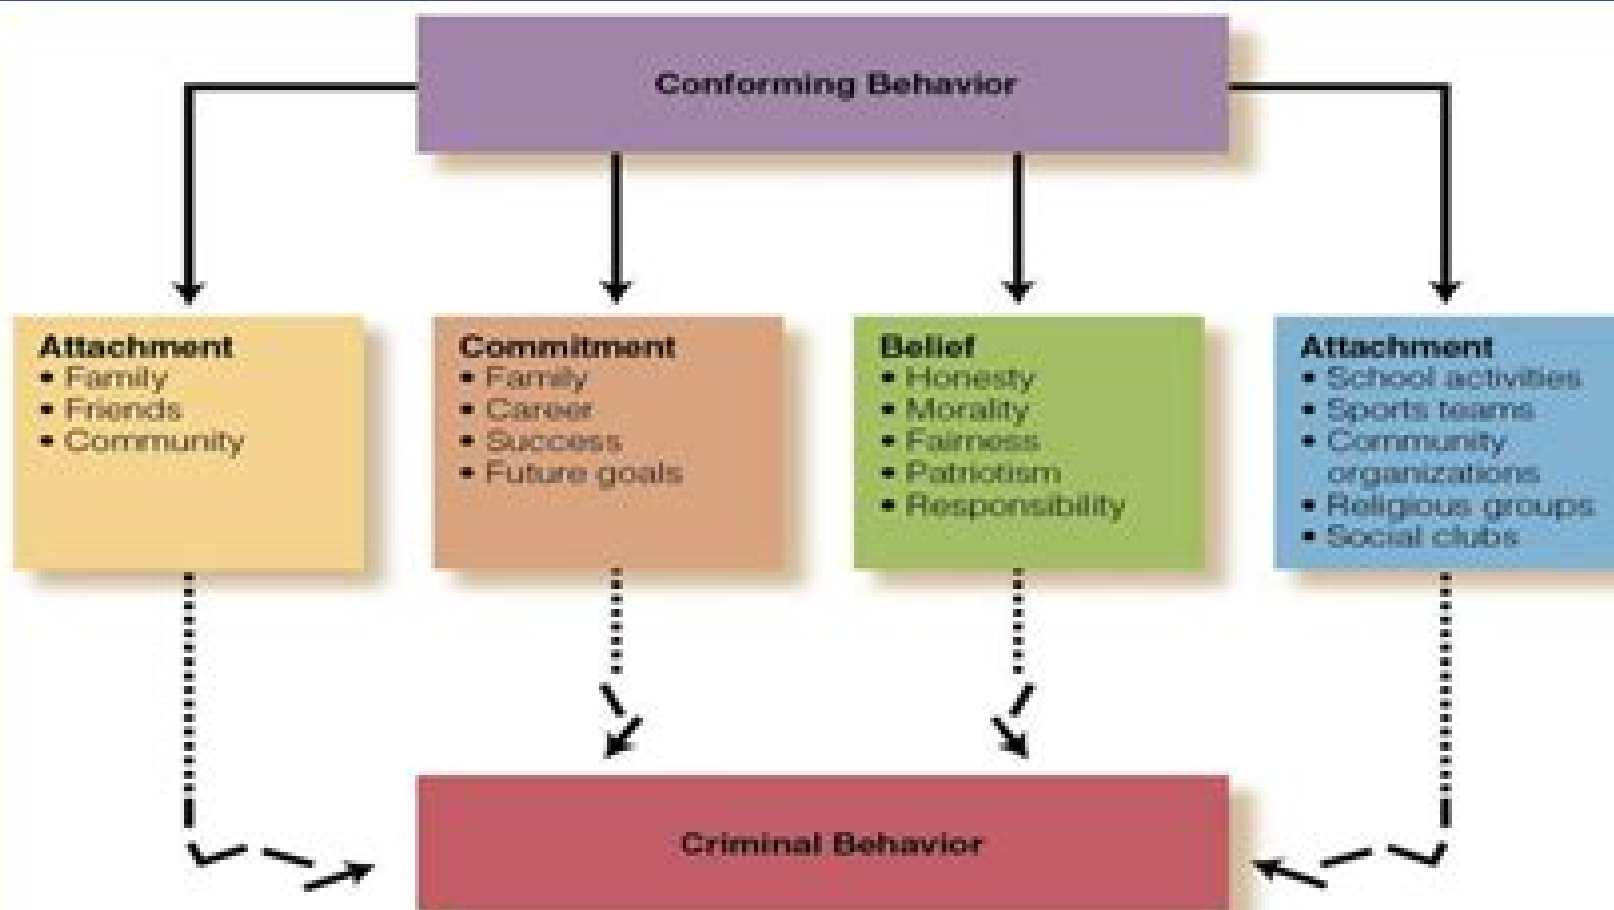 Conforming Behavior
Attachment
• Family
• Friends
• Community
Commitment
• Family
• Career
• Success
• Future goals
Belief
• Honesty
• Morality
• Fairness
• Patriotism
• Responsibility
Attachment
• School activities
• Sports teams
• Community
organizations
• Religious groups
• Social clubs
Criminal Behavior